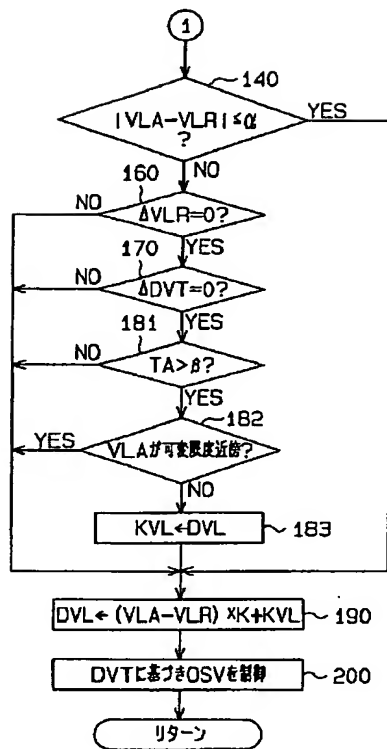 1
140
|VLA-VLR|≦α
?
YES
NO
160
NO
ΔVLR=0?
YES
170
NO
ΔDVT=0?
YES
181
NO
TA>β?
YES
182
YES
VLAが可変限度近傍?
NO
KVL←DVL
183
DVL←(VLA-VLR)×K+KVL
190
DVTに基づきOSVを制御
200
リターン